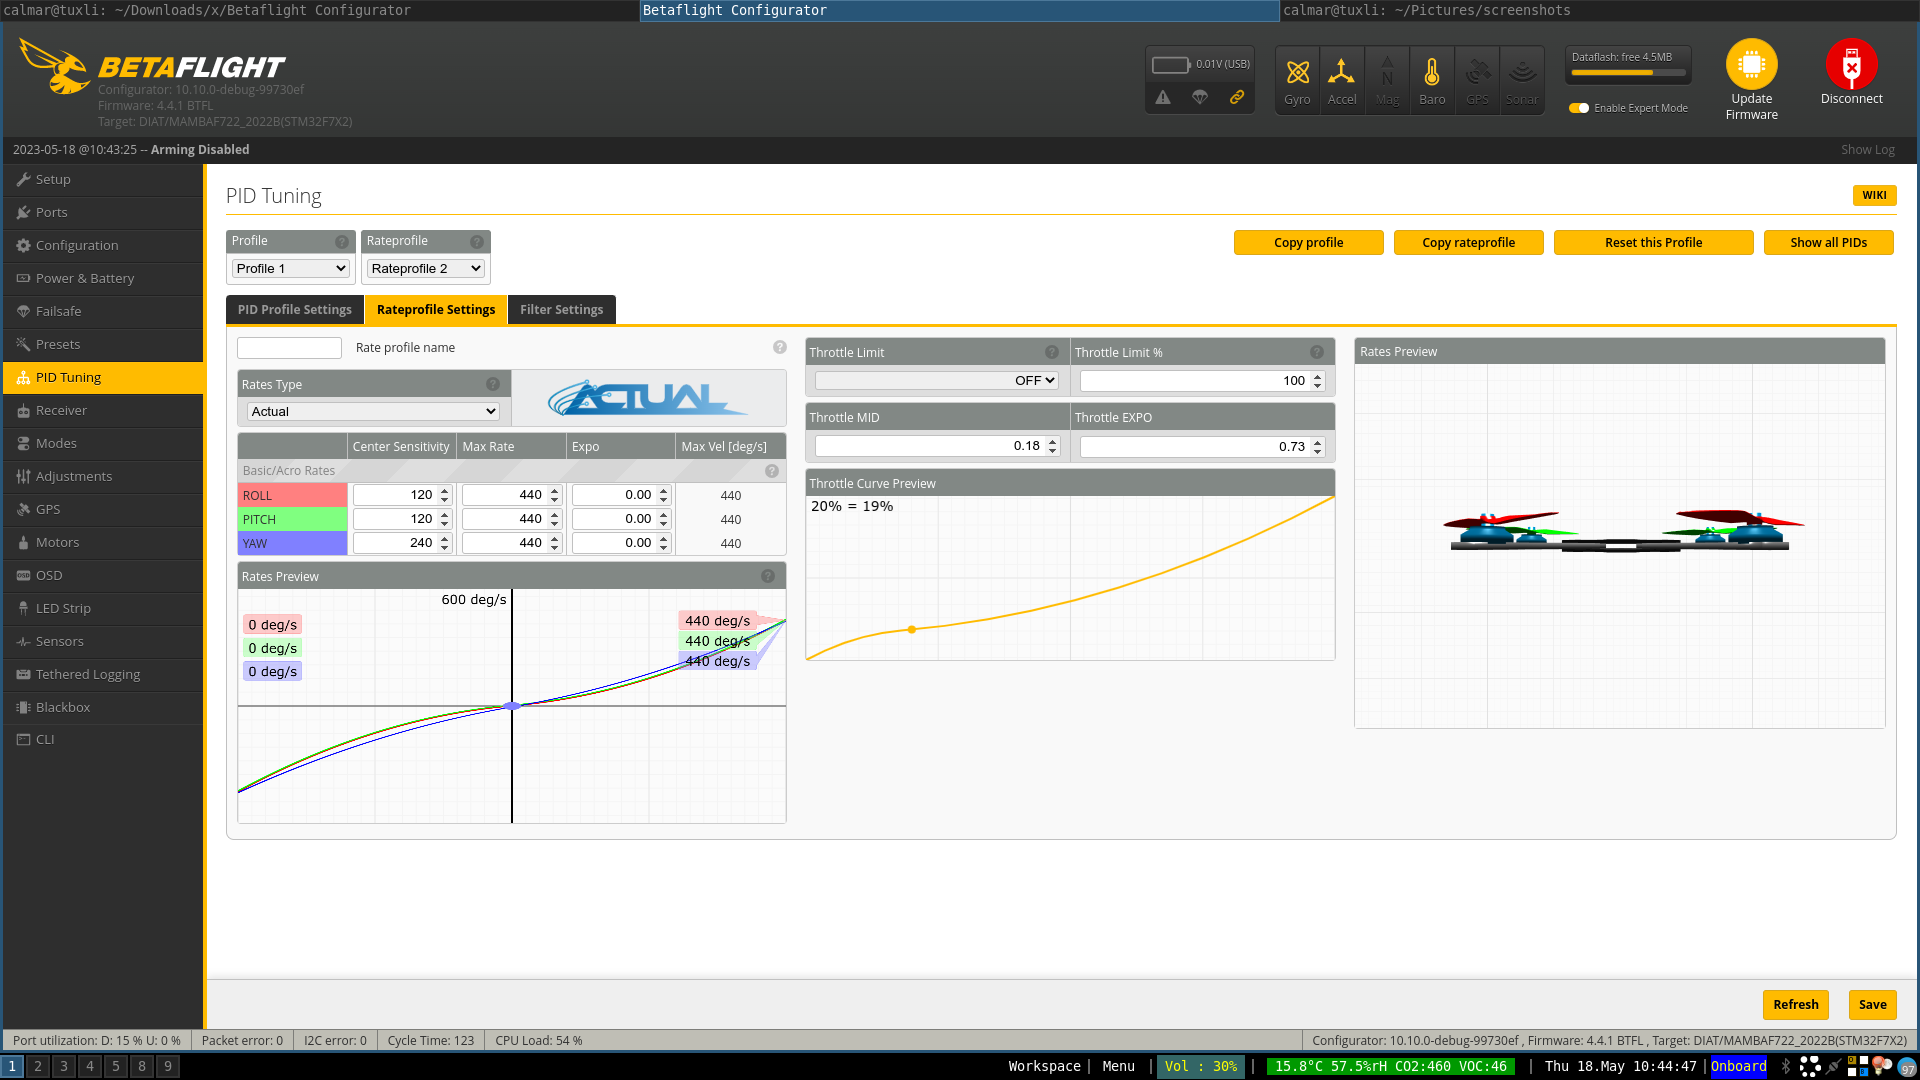 calmar@tuxli: ~/Downloads/x/Betaflight Configurator
Betaflight Configurator
calmar@tuxli: ~/Pictures/screenshots
BETAFLIGHT
Configurator: 10.10.0-debug-99730ef
Firmware: 4.4.1 BTFL
Target: DIAT/MAMBAF722_2022B(STM32F7X2)
0.01V (USB)
Gyro
Accel
Mag
Baro
GPS
Sonar
Dataflash: free 4.5MB
Enable Expert Mode
Update
Firmware
Disconnect
2023-05-18 @10:43:25 -- Arming Disabled
Show Log
Setup
Ports
Configuration
Power & Battery
Failsafe
Presets
PID Tuning
Receiver
Modes
Adjustments
GPS
Motors
OSD
LED Strip
Sensors
Tethered Logging
Blackbox
CLI
PID Tuning
WIKI
Profile
Profile 1
Rateprofile
Rateprofile 2
Copy profile
Copy rateprofile
Reset this Profile
Show all PIDs
PID Profile Settings
Rateprofile Settings
Filter Settings
Rate profile name
Rates Type
Actual
ACTUAL
Center Sensitivity Max Rate Expo Max Vel [deg/s]
Basic/Acro Rates
ROLL 120 440 0.00 440
PITCH 120 440 0.00 440
YAW 240 440 0.00 440
Rates Preview
600 deg/s
0 deg/s
0 deg/s
0 deg/s
440 deg/s
440 deg/s
440 deg/s
Throttle Limit
OFF
Throttle Limit %
100
Throttle MID
0.18
Throttle EXPO
0.73
Throttle Curve Preview
20% = 19%
Rates Preview
Refresh
Save
Port utilization: D: 15 % U: 0 %
Packet error: 0
I2C error: 0
Cycle Time: 123
CPU Load: 54 %
Configurator: 10.10.0-debug-99730ef , Firmware: 4.4.1 BTFL , Target: DIAT/MAMBAF722_2022B(STM32F7X2)
1 2 3 4 5 8 9
Workspace| Menu | Vol : 30% | 15.8°C 57.5%rH CO2:460 VOC:46 | Thu 18.May 10:44:47 |Onboard
97